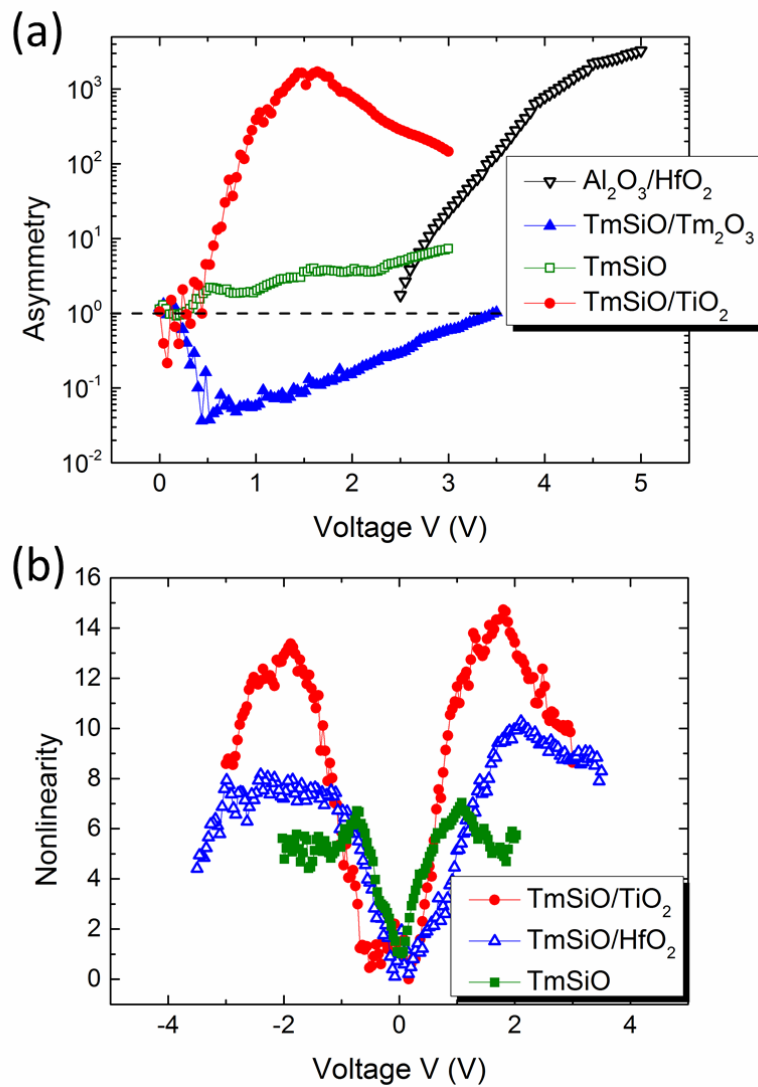 (a)
10³
10²
10¹
10⁰
10⁻¹
10⁻²
Asymmetry
Al₂O₃/HfO₂
TmSiO/Tm₂O₃
TmSiO
TmSiO/TiO₂
0 1 2 3 4 5
Voltage V (V)
(b)
16
14
12
10
8
6
4
2
0
Nonlinearity
TmSiO/TiO₂
TmSiO/HfO₂
TmSiO
-4 -2 0 2 4
Voltage V (V)